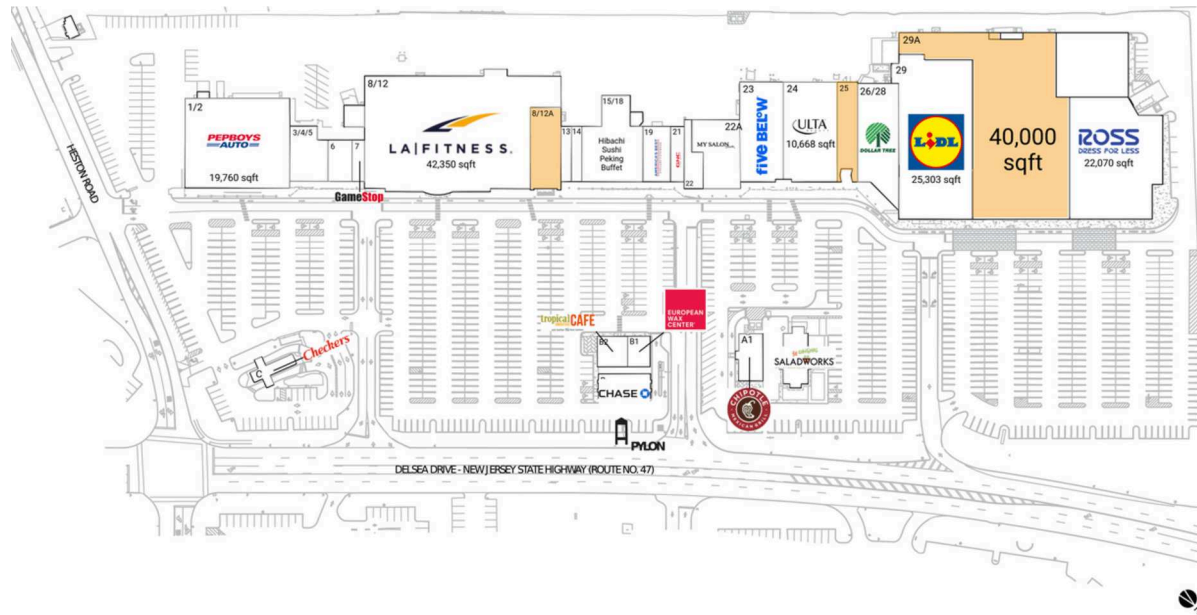 29A
29
8/12
1/2
PEPBOYS
AUTO
19,760 sqft
3/4/5
6
7
GameStop
LA|FITNESS.
42,350 sqft
8/12A
13
14
15/18
Hibachi
Sushi
Peking
Buffet
19
21
GNC
22A
MY SALON
22
23
five BELOW
24
ULTA
10,668 sqft
25
26/28
DOLLAR TREE
LIDL
25,303 sqft
40,000
sqft
ROSS
DRESS FOR LESS
22,070 sqft
HESTON ROAD
tropical CAFE
EUROPEAN
WAX
CENTER
B2
B1
CHASE
A1
SALADWORKS
CHIPOTLE
MEXICAN GRILL
C
Checkers
PYLON
DELSEA DRIVE - NEW JERSEY STATE HIGHWAY (ROUTE NO. 47)